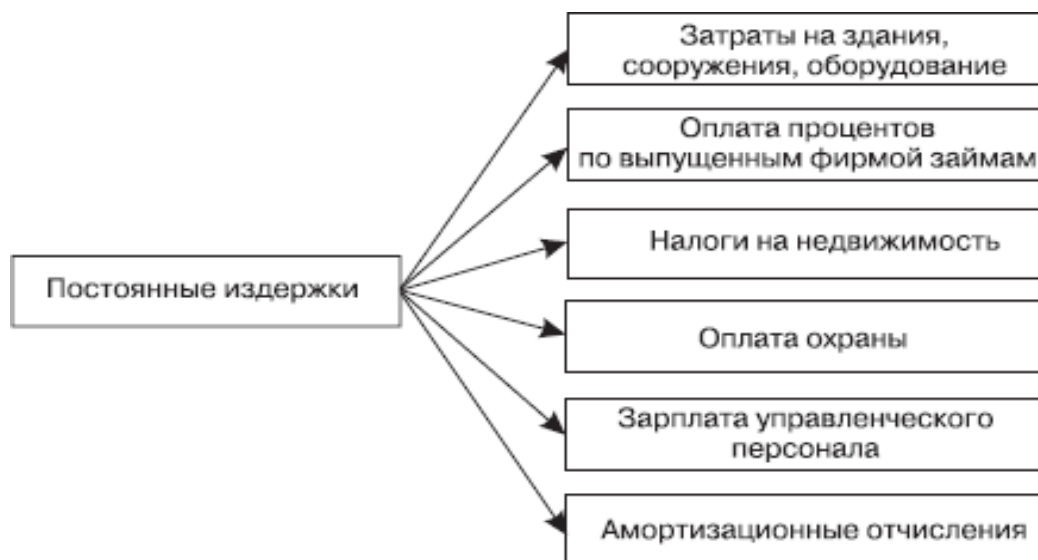 Постоянные издержки
Затраты на здания,
сооружения, оборудование
Оплата процентов
по выпущенным фирмой займам
Налоги на недвижимость
Оплата охраны
Зарплата управленческого
персонала
Амортизационные отчисления